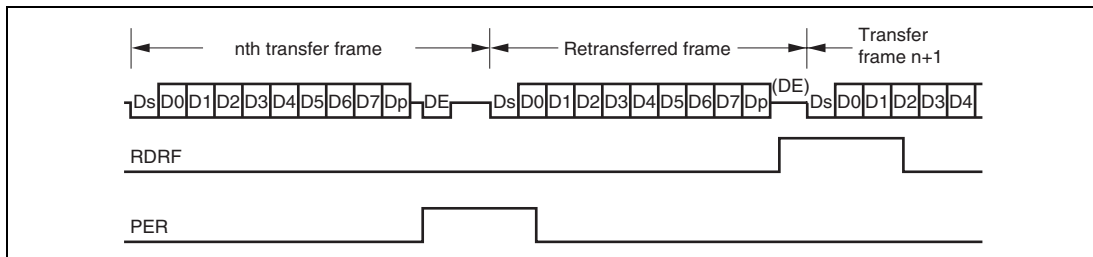 nth transfer frame
Retransferred frame
Transfer
frame n+1
Ds D0 D1 D2 D3 D4 D5 D6 D7 Dp DE Ds D0 D1 D2 D3 D4 D5 D6 D7 Dp (DE) Ds D0 D1 D2 D3 D4
RDRF
PER